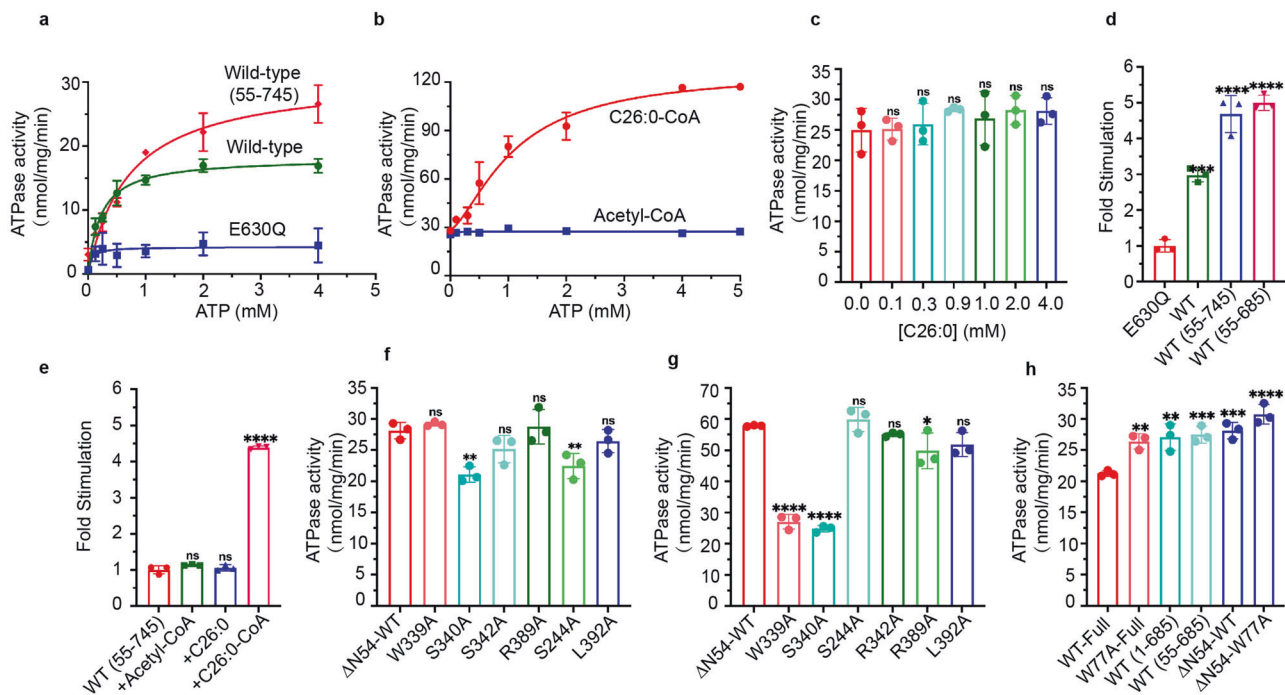 a
ATPase activity
(nmol/mg/min)
30
20
10
0
Wild-type
(55-745)
Wild-type
E630Q
0 1 2 3 4 5
ATP (mM)
b
ATPase activity
(nmol/mg/min)
120
90
60
30
0
C26:0-CoA
Acetyl-CoA
0 1 2 3 4 5
ATP (mM)
c
ATPase activity
(nmol/mg/min)
35
30
25
20
15
10
5
0
ns ns ns ns ns ns
0.0 0.1 0.3 0.9 1.0 2.0 4.0
[C26:0] (mM)
d
Fold Stimulation
6
5
4
3
2
1
0
*** **** ****
E630Q
WT
WT (55-745)
WT (55-685)
e
Fold Stimulation
6
5
4
3
2
1
0
ns ns ****
WT (55-745)
+Acetyl-CoA
+C26:0
+C26:0-CoA
f
ATPase activity
(nmol/mg/min)
35
30
25
20
15
10
5
0
ns ** ns ns ** ns
ΔN54-WT
W339A
S340A
S342A
R389A
S244A
L392A
g
ATPase activity
(nmol/mg/min)
70
60
50
40
30
20
10
0
**** **** ns ns * ns
ΔN54-WT
W339A
S340A
S244A
R342A
R389A
L392A
h
ATPase activity
(nmol/mg/min)
35
30
25
20
15
10
5
0
** ** *** *** ****
WT-Full
W77A-Full
WT (1-685)
WT (55-685)
ΔN54-WT
ΔN54-W77A